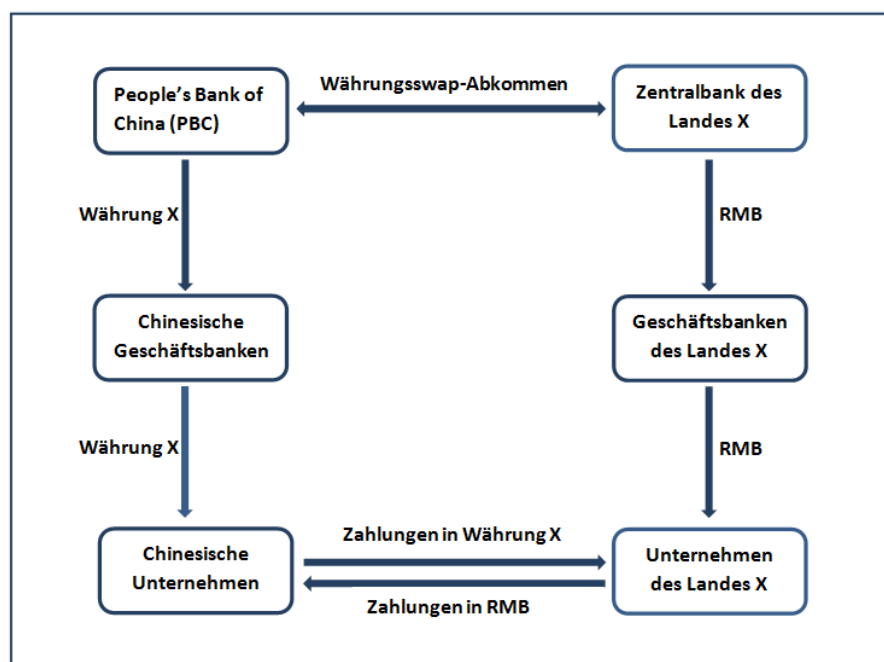 Währungsswap-Abkommen
People's Bank of
China (PBC)
Zentralbank des
Landes X
Währung X
RMB
Chinesische
Geschäftsbanken
Geschäftsbanken
des Landes X
Währung X
RMB
Zahlungen in Währung X
Chinesische
Unternehmen
Unternehmen
des Landes X
Zahlungen in RMB